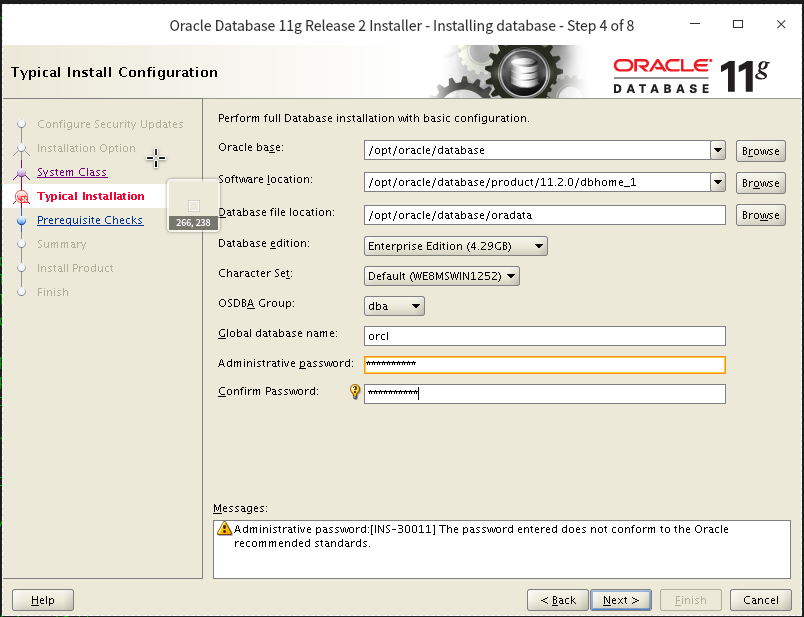 Oracle Database 11g Release 2 Installer - Installing database - Step 4 of 8
Typical Install Configuration
ORACLE
DATABASE
11g
Configure Security Updates
Installation Option
System Class
Typical Installation
Prerequisite Checks
Summary
Install Product
Finish
266, 238
Perform full Database installation with basic configuration.
Oracle base: /opt/oracle/database Browse
Software location: /opt/oracle/database/product/11.2.0/dbhome_1 Browse
Database file location: /opt/oracle/database/oradata Browse
Database edition: Enterprise Edition (4.29GB)
Character Set: Default (WE8MSWIN1252)
OSDBA Group: dba
Global database name: orcl
Administrative password: **********
Confirm Password: **********
Messages:
Administrative password:[INS-30011] The password entered does not conform to the Oracle
recommended standards.
Help < Back Next > Finish Cancel